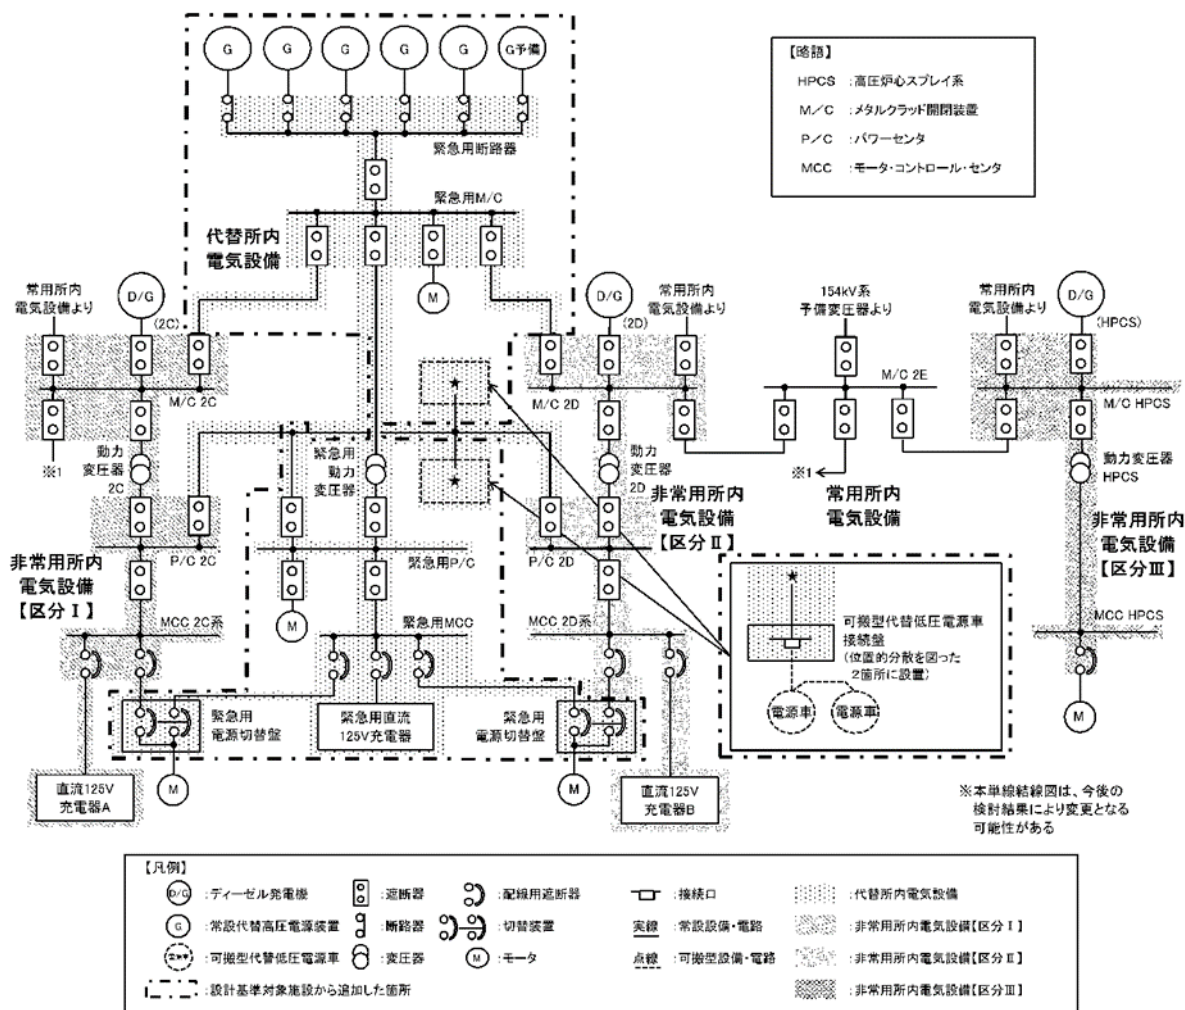 G
G
G
G
G
G予備
緊急用断路器
緊急用M/C
代替所内
電気設備
M
【略語】
HPCS :高圧炉心スプレイ系
M/C :メタルクラッド開閉装置
P/C :パワーセンタ
MCC :モータ・コントロール・センタ
常用所内
電気設備より
D/G
(2C)
D/G
(2D)
常用所内
電気設備より
154kV系
予備変圧器より
常用所内
電気設備より
D/G
(HPCS)
M/C 2C
M/C 2D
M/C 2E
M/C HPCS
※1
動力
変圧器
2C
緊急用
動力
変圧器
★
★
動力
変圧器
2D
非常用所内
電気設備
【区分Ⅱ】
※1
常用所内
電気設備
動力変圧器
HPCS
非常用所内
電気設備
【区分Ⅲ】
P/C 2C
緊急用P/C
P/C 2D
非常用所内
電気設備
【区分Ⅰ】
M
MCC 2C系
緊急用MCC
MCC 2D系
MCC HPCS
M
★
可搬型代替低圧電源車
接続盤
(位置的分散を図った
2箇所に設置)
電源車
電源車
緊急用
電源切替盤
緊急用直流
125V充電器
緊急用
電源切替盤
M
M
直流125V
充電器A
直流125V
充電器B
※本単線結線図は、今後の
検討結果により変更となる
可能性がある
【凡例】
D/G :ディーゼル発電機
:遮断器
:配線用遮断器
:接続口
:代替所内電気設備
G :常設代替高圧電源装置
:断路器
:切替装置
実線 :常設設備・電路
:非常用所内電気設備【区分Ⅰ】
電源車 :可搬型代替低圧電源車
:変圧器
M :モータ
点線 :可搬型設備・電路
:非常用所内電気設備【区分Ⅱ】
:設計基準対象施設から追加した箇所
:非常用所内電気設備【区分Ⅲ】